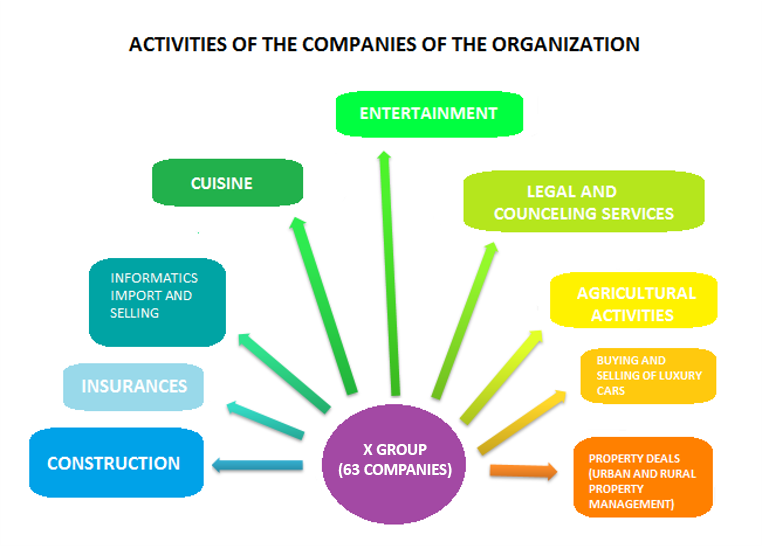 ACTIVITIES OF THE COMPANIES OF THE ORGANIZATION
ENTERTAINMENT
CUISINE
LEGAL AND
COUNCELING SERVICES
INFORMATICS
IMPORT AND
SELLING
AGRICULTURAL
ACTIVITIES
INSURANCES
BUYING AND
SELLING OF LUXURY
CARS
CONSTRUCTION
X GROUP
(63 COMPANIES)
PROPERTY DEALS
(URBAN AND RURAL
PROPERTY
MANAGEMENT)